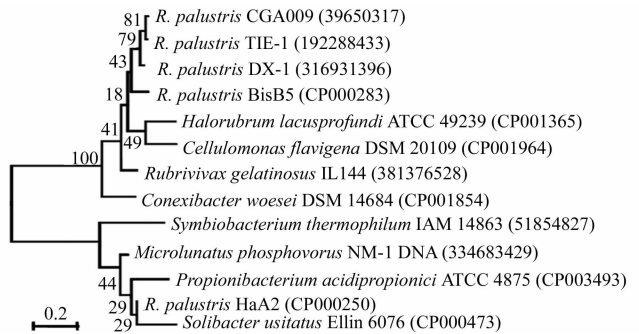 81
R. palustris CGA009 (39650317)
79
R. palustris TIE-1 (192288433)
43
R. palustris DX-1 (316931396)
18
R. palustris BisB5 (CP000283)
Halorubrum lacusprofundi ATCC 49239 (CP001365)
41
49
Cellulomonas flavigena DSM 20109 (CP001964)
100
Rubrivivax gelatinosus IL144 (381376528)
Conexibacter woesei DSM 14684 (CP001854)
Symbiobacterium thermophilum IAM 14863 (51854827)
Microlunatus phosphovorus NM-1 DNA (334683429)
44
Propionibacterium acidipropionici ATCC 4875 (CP003493)
29
R. palustris HaA2 (CP000250)
29
Solibacter usitatus Ellin 6076 (CP000473)
0.2